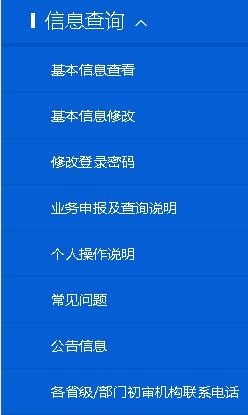 信息查询
基本信息查看
基本信息修改
修改登录密码
业务申报及查询说明
个人操作说明
常见问题
公告信息
各省级/部门初审机构联系电话